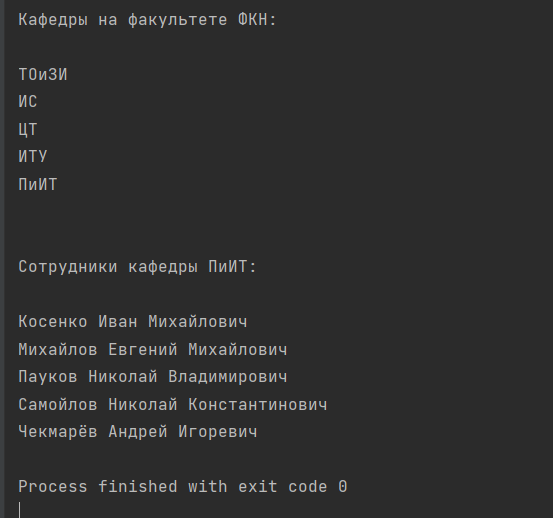 Кафедры на факультете ФКН:
ТОиЗИ
ИС
ЦТ
ИТУ
ПиИТ
Сотрудники кафедры ПиИТ:
Косенко Иван Михайлович
Михайлов Евгений Михайлович
Пауков Николай Владимирович
Самойлов Николай Константинович
Чекмарёв Андрей Игоревич
Process finished with exit code 0